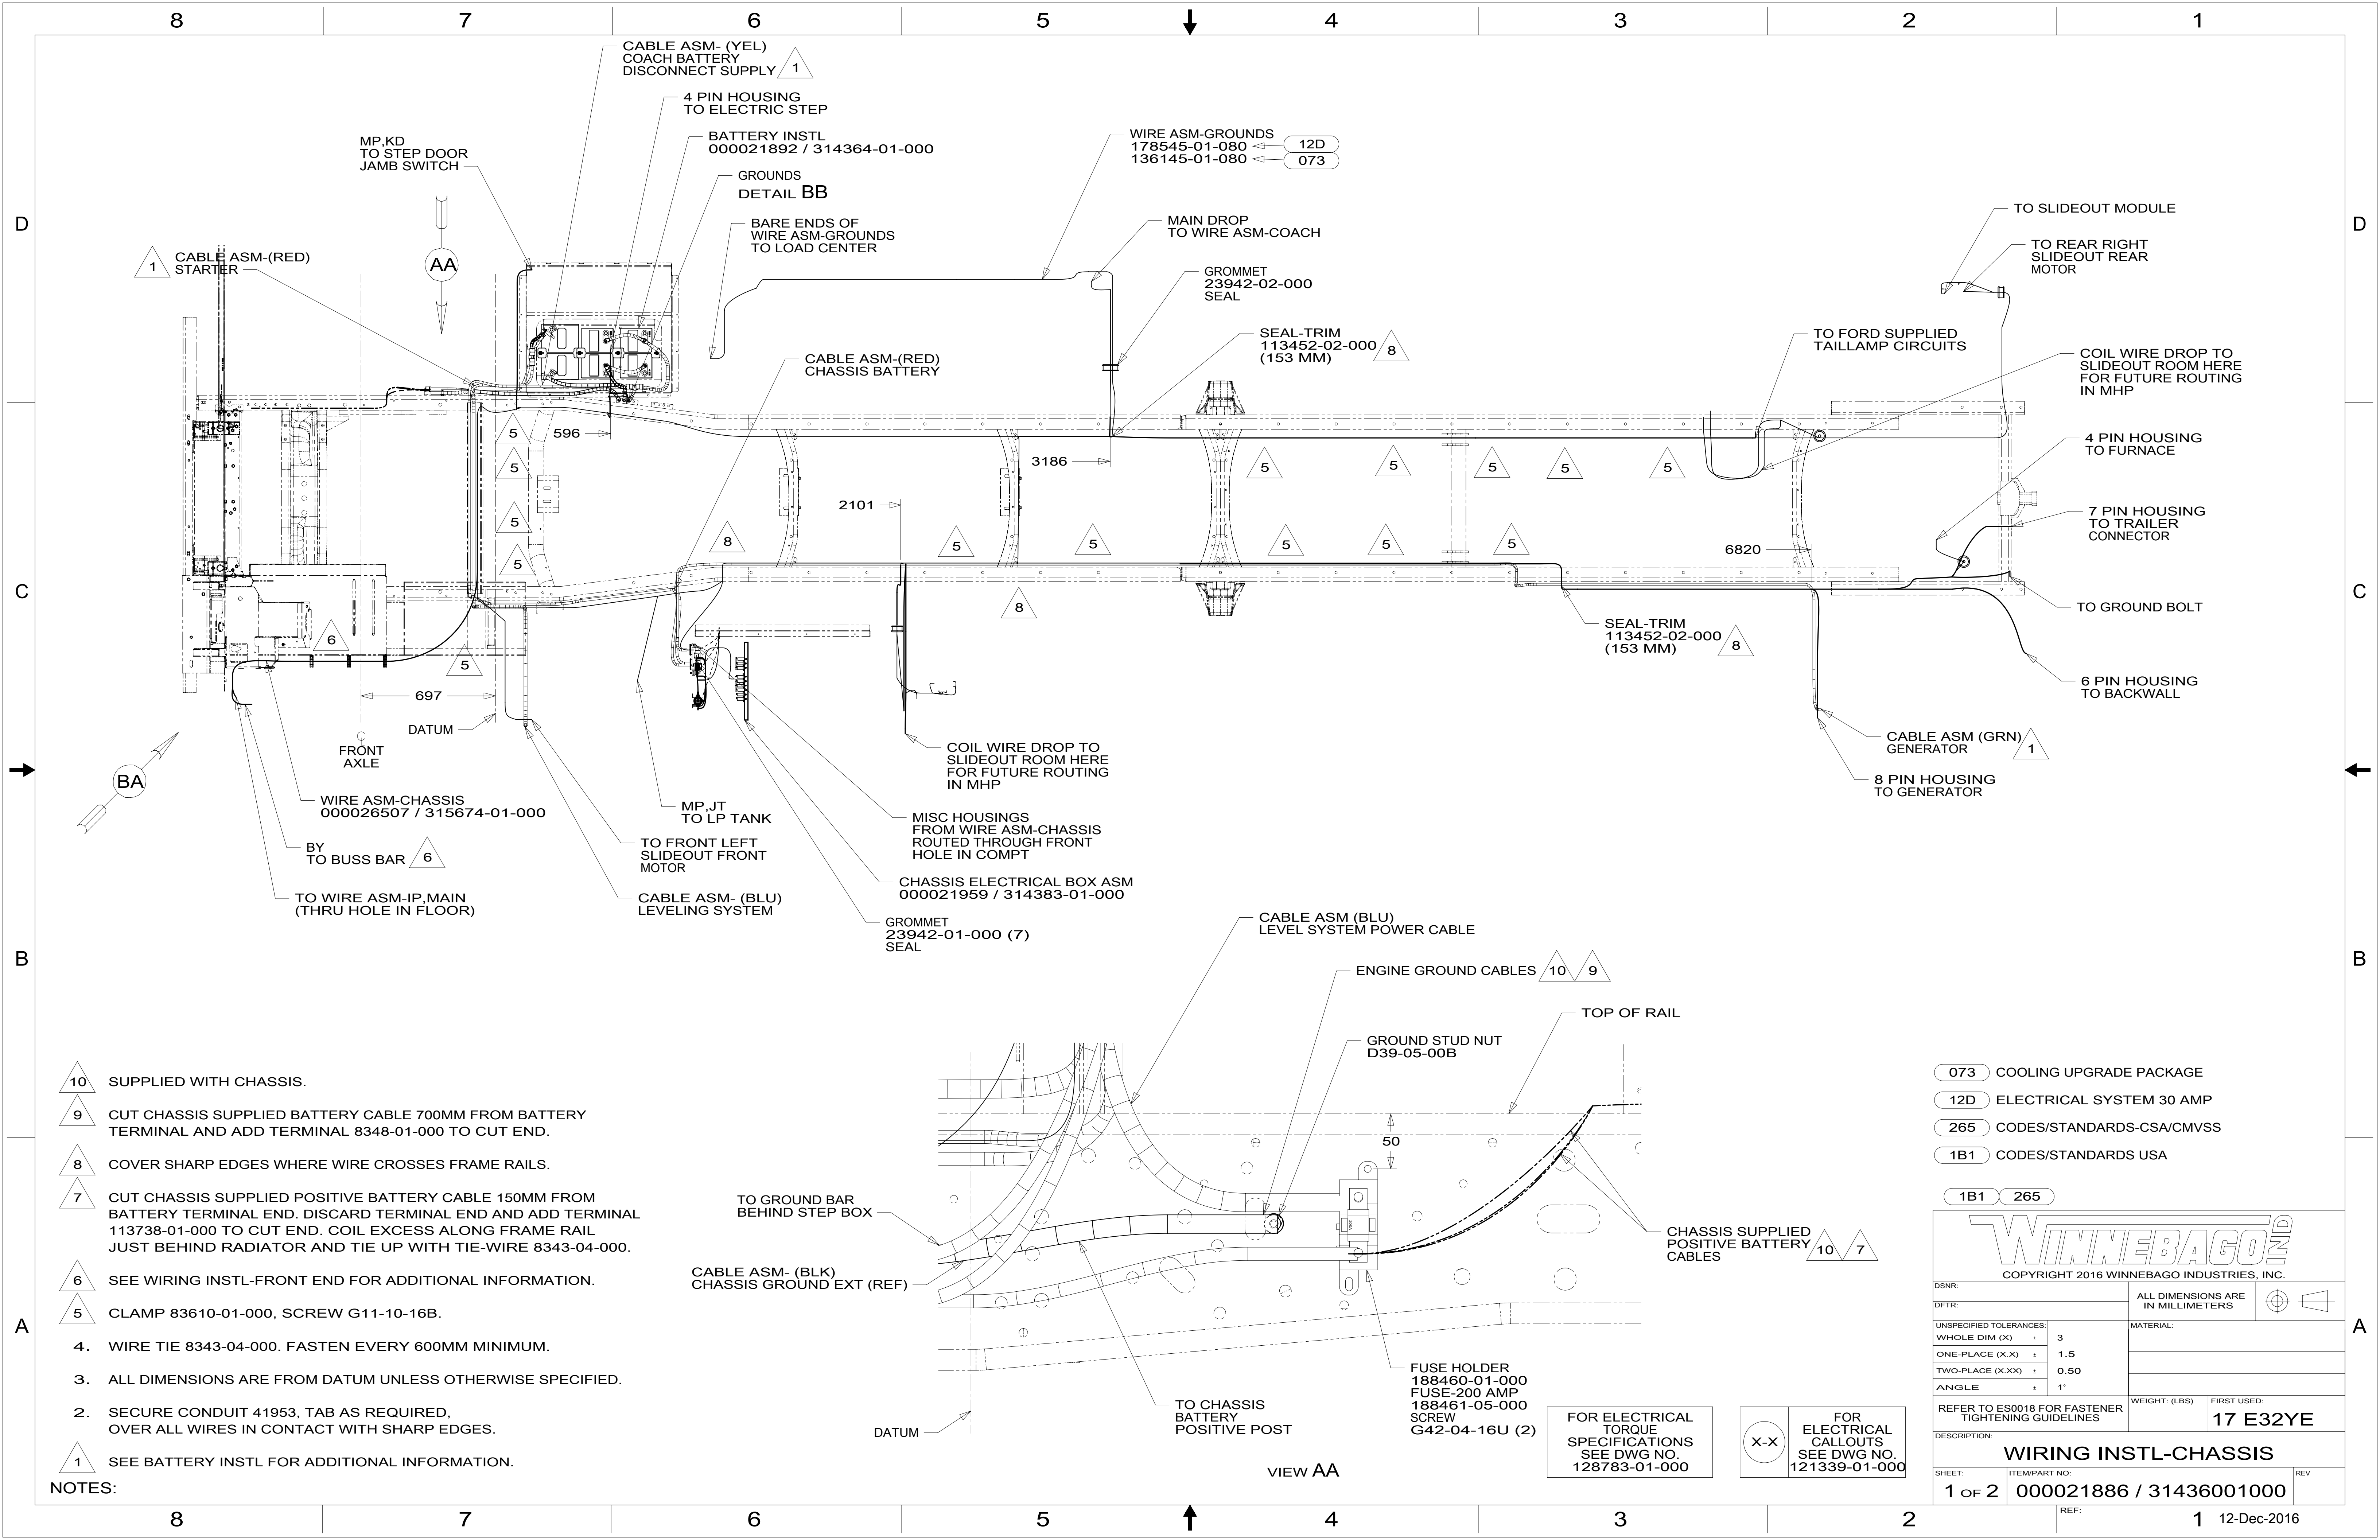 8 7 6 5 4 3 2 1
D
D
C
C
B
B
A
A
CABLE ASM- (YEL)
COACH BATTERY
DISCONNECT SUPPLY 1
4 PIN HOUSING
TO ELECTRIC STEP
BATTERY INSTL
000021892 / 314364-01-000
GROUNDS
DETAIL BB
MP,KD
TO STEP DOOR
JAMB SWITCH
AA
1 CABLE ASM-(RED)
STARTER
BARE ENDS OF
WIRE ASM-GROUNDS
TO LOAD CENTER
WIRE ASM-GROUNDS
178545-01-080 12D
136145-01-080 073
MAIN DROP
TO WIRE ASM-COACH
GROMMET
23942-02-000
SEAL
SEAL-TRIM
113452-02-000
(153 MM) 8
CABLE ASM-(RED)
CHASSIS BATTERY
TO SLIDEOUT MODULE
TO REAR RIGHT
SLIDEOUT REAR
MOTOR
TO FORD SUPPLIED
TAILLAMP CIRCUITS
COIL WIRE DROP TO
SLIDEOUT ROOM HERE
FOR FUTURE ROUTING
IN MHP
4 PIN HOUSING
TO FURNACE
7 PIN HOUSING
TO TRAILER
CONNECTOR
TO GROUND BOLT
6 PIN HOUSING
TO BACKWALL
5 596
5
5
5
3186
5 5 5 5 5
2101
8 5 5 5 5 5
6820
8
6
5
SEAL-TRIM
113452-02-000
(153 MM) 8
CABLE ASM (GRN)
GENERATOR 1
8 PIN HOUSING
TO GENERATOR
697
DATUM
FRONT
AXLE
BA
WIRE ASM-CHASSIS
000026507 / 315674-01-000
BY
TO BUSS BAR 6
TO WIRE ASM-IP,MAIN
(THRU HOLE IN FLOOR)
MP,JT
TO LP TANK
TO FRONT LEFT
SLIDEOUT FRONT
MOTOR
CABLE ASM- (BLU)
LEVELING SYSTEM
COIL WIRE DROP TO
SLIDEOUT ROOM HERE
FOR FUTURE ROUTING
IN MHP
MISC HOUSINGS
FROM WIRE ASM-CHASSIS
ROUTED THROUGH FRONT
HOLE IN COMPT
CHASSIS ELECTRICAL BOX ASM
000021959 / 314383-01-000
GROMMET
23942-01-000 (7)
SEAL
CABLE ASM (BLU)
LEVEL SYSTEM POWER CABLE
ENGINE GROUND CABLES 10 9
TOP OF RAIL
GROUND STUD NUT
D39-05-00B
50
TO GROUND BAR
BEHIND STEP BOX
CABLE ASM- (BLK)
CHASSIS GROUND EXT (REF)
CHASSIS SUPPLIED
POSITIVE BATTERY
CABLES 10 7
DATUM
TO CHASSIS
BATTERY
POSITIVE POST
FUSE HOLDER
188460-01-000
FUSE-200 AMP
188461-05-000
SCREW
G42-04-16U (2)
VIEW AA
10 SUPPLIED WITH CHASSIS.
9 CUT CHASSIS SUPPLIED BATTERY CABLE 700MM FROM BATTERY
TERMINAL AND ADD TERMINAL 8348-01-000 TO CUT END.
8 COVER SHARP EDGES WHERE WIRE CROSSES FRAME RAILS.
7 CUT CHASSIS SUPPLIED POSITIVE BATTERY CABLE 150MM FROM
BATTERY TERMINAL END. DISCARD TERMINAL END AND ADD TERMINAL
113738-01-000 TO CUT END. COIL EXCESS ALONG FRAME RAIL
JUST BEHIND RADIATOR AND TIE UP WITH TIE-WIRE 8343-04-000.
6 SEE WIRING INSTL-FRONT END FOR ADDITIONAL INFORMATION.
5 CLAMP 83610-01-000, SCREW G11-10-16B.
4. WIRE TIE 8343-04-000. FASTEN EVERY 600MM MINIMUM.
3. ALL DIMENSIONS ARE FROM DATUM UNLESS OTHERWISE SPECIFIED.
2. SECURE CONDUIT 41953, TAB AS REQUIRED,
OVER ALL WIRES IN CONTACT WITH SHARP EDGES.
1 SEE BATTERY INSTL FOR ADDITIONAL INFORMATION.
NOTES:
FOR ELECTRICAL
TORQUE
SPECIFICATIONS
SEE DWG NO.
128783-01-000
X-X
FOR
ELECTRICAL
CALLOUTS
SEE DWG NO.
121339-01-000
073 COOLING UPGRADE PACKAGE
12D ELECTRICAL SYSTEM 30 AMP
265 CODES/STANDARDS-CSA/CMVSS
1B1 CODES/STANDARDS USA
1B1 265
WINNEBAGO IND
COPYRIGHT 2016 WINNEBAGO INDUSTRIES, INC.
DSNR:
DFTR:
ALL DIMENSIONS ARE
IN MILLIMETERS
UNSPECIFIED TOLERANCES:
WHOLE DIM (X) ± 3
ONE-PLACE (X.X) ± 1.5
TWO-PLACE (X.XX) ± 0.50
ANGLE ± 1°
MATERIAL:
REFER TO ES0018 FOR FASTENER
TIGHTENING GUIDELINES
WEIGHT: (LBS)
FIRST USED:
17 E32YE
DESCRIPTION:
WIRING INSTL-CHASSIS
SHEET:
1 OF 2
ITEM/PART NO:
000021886 / 31436001000
REV
REF:
12-Dec-2016
8 7 6 5 4 3 2 1